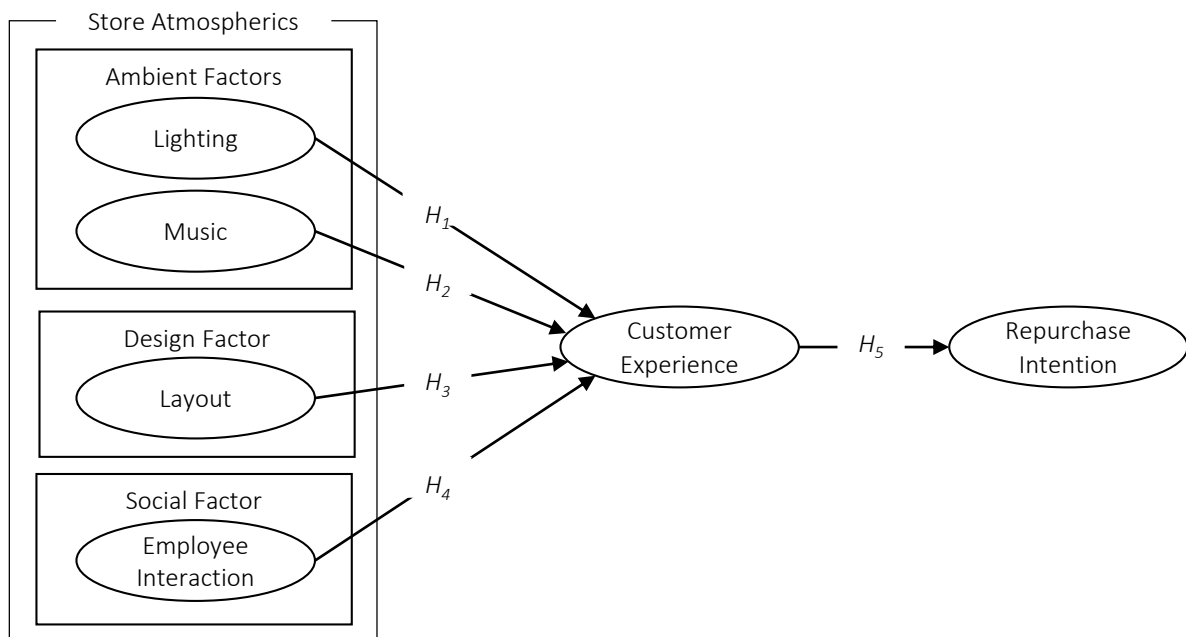 Store Atmospherics
Ambient Factors
Lighting
Music
Design Factor
Layout
Social Factor
Employee
Interaction
H1
H2
H3
H4
Customer
Experience
H5
Repurchase
Intention